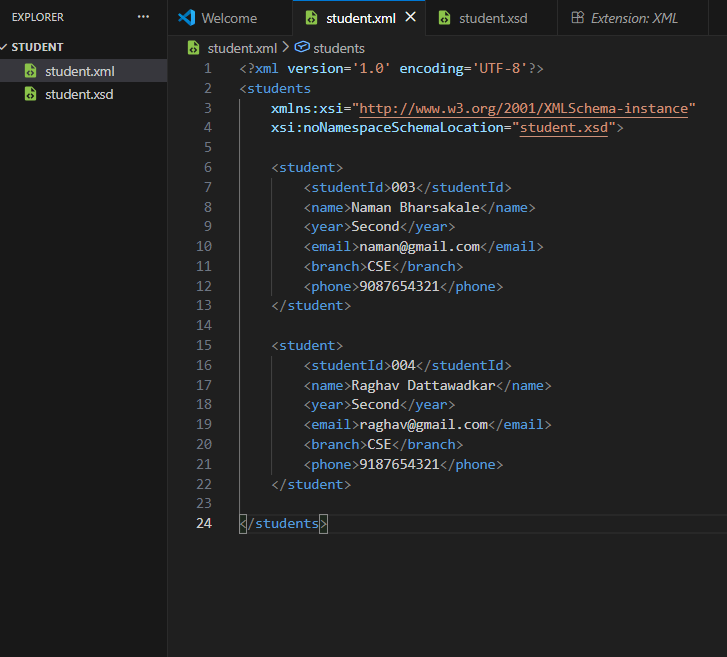 EXPLORER ···
Welcome
student.xml
student.xsd
Extension: XML
STUDENT
student.xml
student.xsd
student.xml > students
1 <?xml version='1.0' encoding='UTF-8'?>
2 <students
3 xmlns:xsi="http://www.w3.org/2001/XMLSchema-instance"
4 xsi:noNamespaceSchemaLocation="student.xsd">
5
6 <student>
7 <studentId>003</studentId>
8 <name>Naman Bharsakale</name>
9 <year>Second</year>
10 <email>naman@gmail.com</email>
11 <branch>CSE</branch>
12 <phone>9087654321</phone>
13 </student>
14
15 <student>
16 <studentId>004</studentId>
17 <name>Raghav Dattawadkar</name>
18 <year>Second</year>
19 <email>raghav@gmail.com</email>
20 <branch>CSE</branch>
21 <phone>9187654321</phone>
22 </student>
23
24 </students>